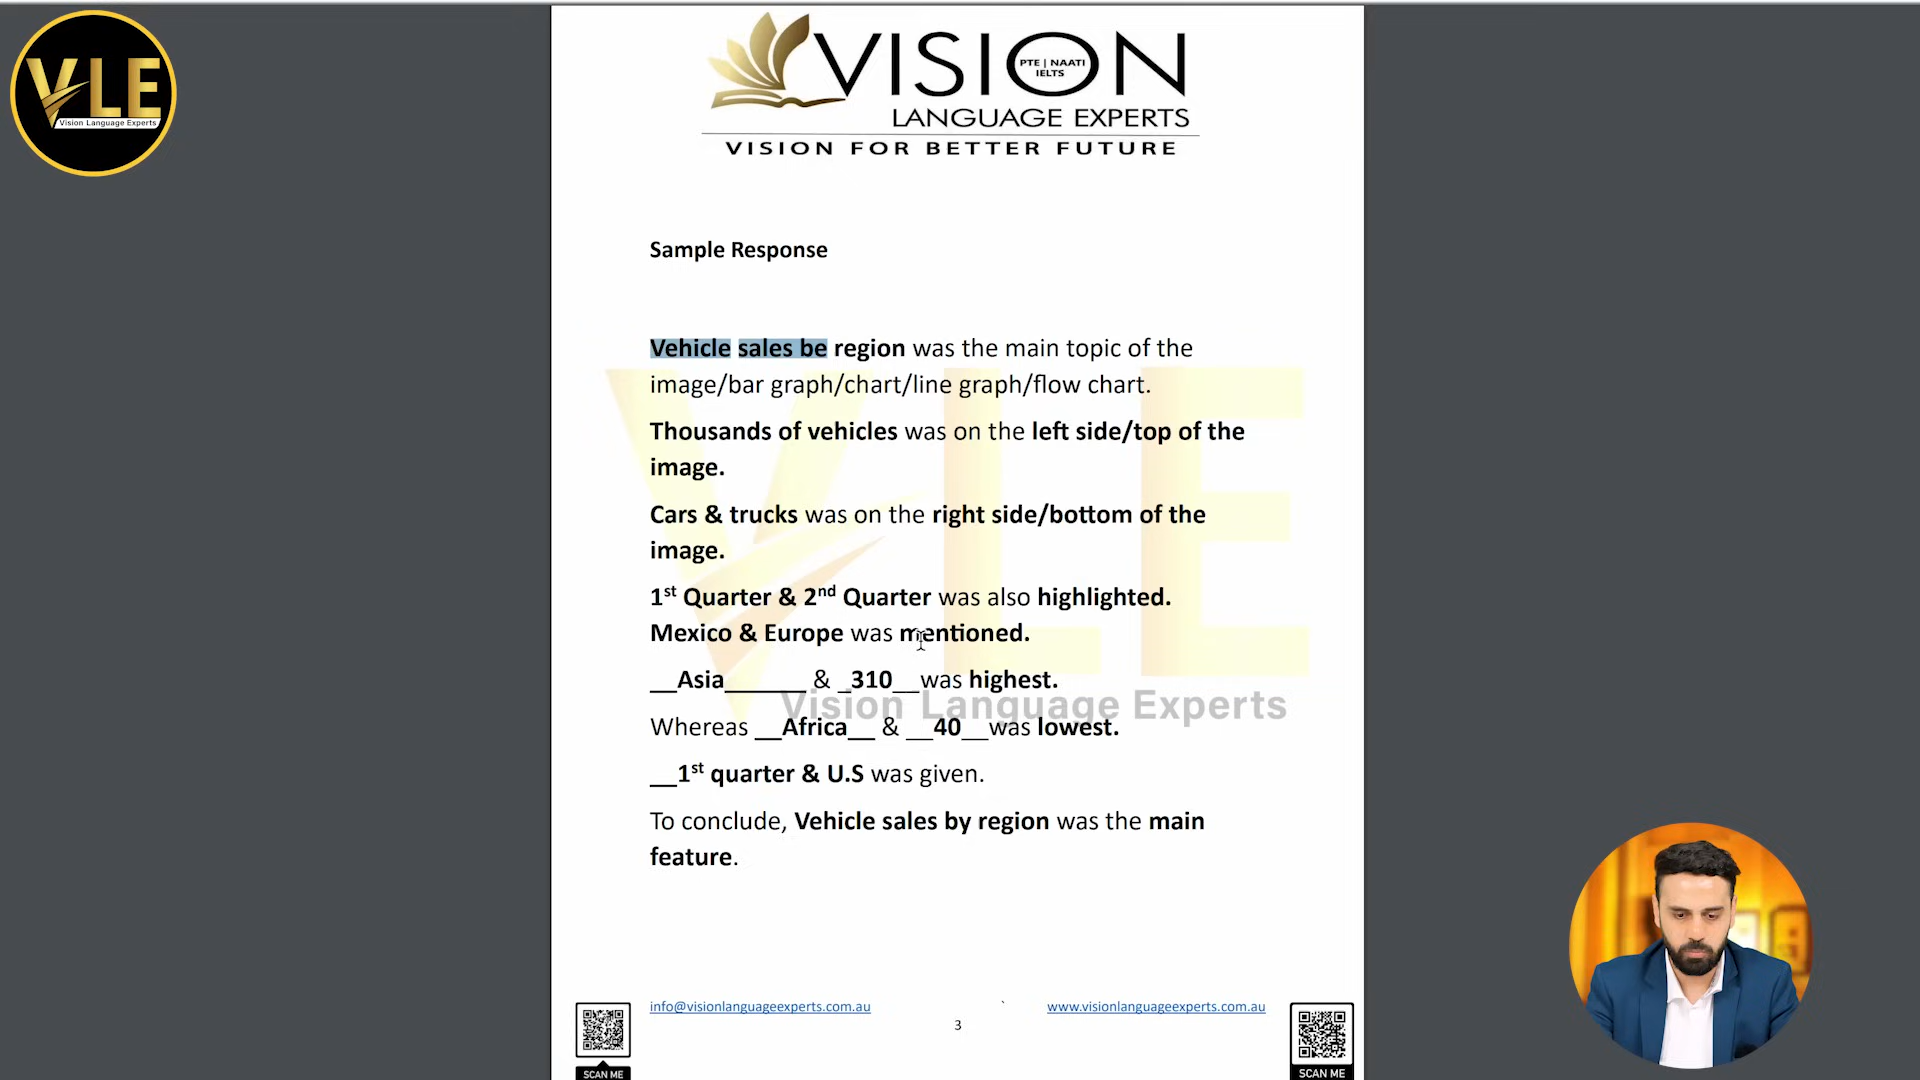 VLE
Vision Language Experts
VISION
PTE | NAATI
IELTS
LANGUAGE EXPERTS
VISION FOR BETTER FUTURE
Sample Response
Vehicle sales be region was the main topic of the
image/bar graph/chart/line graph/flow chart.
Thousands of vehicles was on the left side/top of the
image.
Cars & trucks was on the right side/bottom of the
image.
1st Quarter & 2nd Quarter was also highlighted.
Mexico & Europe was mentioned.
__Asia______ & _310__was highest.
Vision Language Experts
Whereas __Africa__ & __40__was lowest.
__1st quarter & U.S was given.
To conclude, Vehicle sales by region was the main
feature.
info@visionlanguageexperts.com.au ` www.visionlanguageexperts.com.au
3
SCAN ME
SCAN ME
VLE